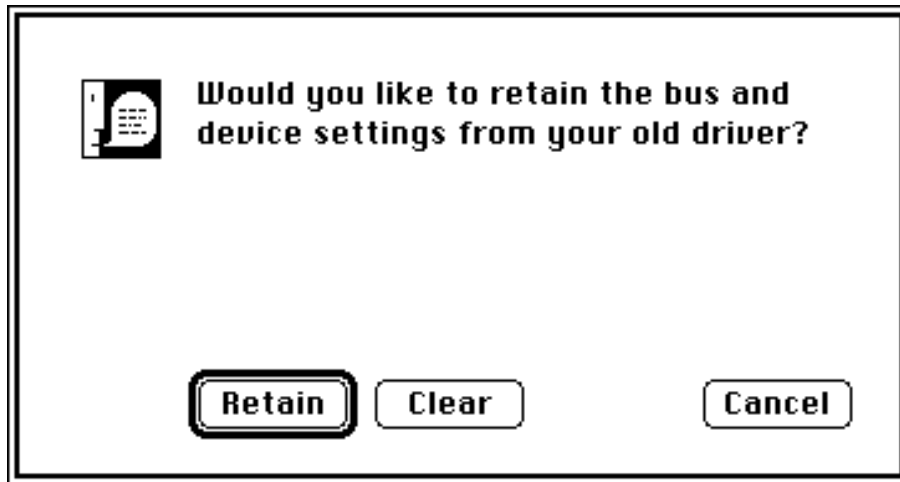 Would you like to retain the bus and
device settings from your old driver?
Retain Clear Cancel